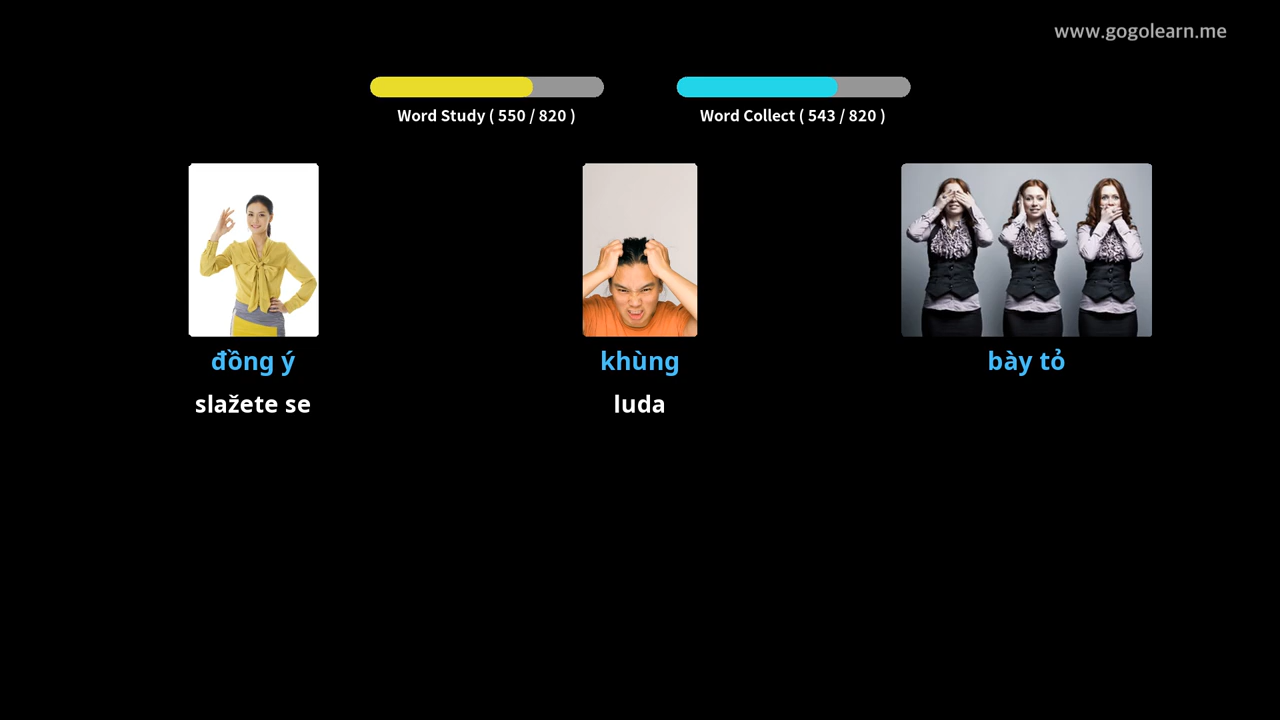 www.gogolearn.me
Word Study ( 550 / 820 )
Word Collect ( 543 / 820 )
đồng ý
khùng
bày tỏ
slažete se
luda